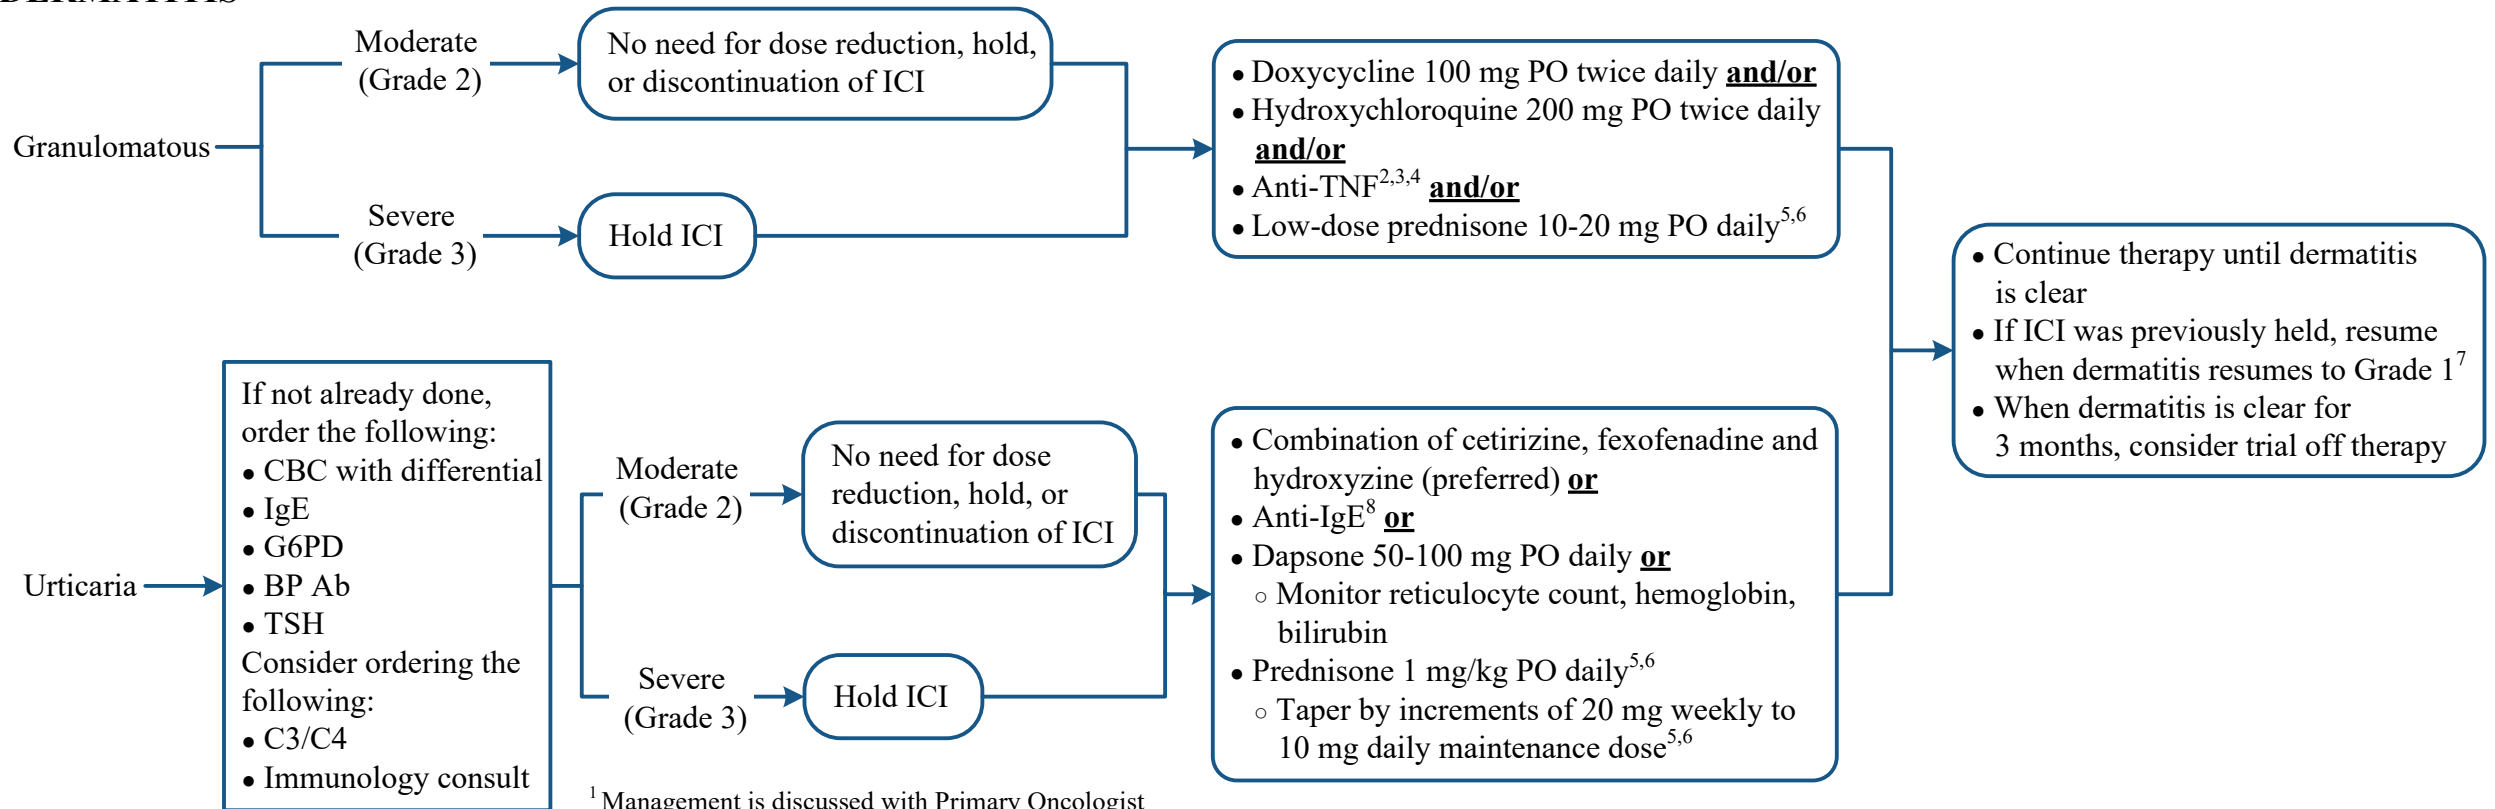 DERMATITIS
Granulomatous
Moderate
(Grade 2)
No need for dose reduction, hold,
or discontinuation of ICI
Severe
(Grade 3)
Hold ICI
● Doxycycline 100 mg PO twice daily and/or
● Hydroxychloroquine 200 mg PO twice daily
and/or
● Anti-TNF2,3,4 and/or
● Low-dose prednisone 10-20 mg PO daily5,6
Urticaria
If not already done,
order the following:
● CBC with differential
● IgE
● G6PD
● BP Ab
● TSH
Consider ordering the
following:
● C3/C4
● Immunology consult
Moderate
(Grade 2)
No need for dose
reduction, hold, or
discontinuation of ICI
Severe
(Grade 3)
Hold ICI
● Combination of cetirizine, fexofenadine and
hydroxyzine (preferred) or
● Anti-IgE8 or
● Dapsone 50-100 mg PO daily or
○ Monitor reticulocyte count, hemoglobin,
bilirubin
● Prednisone 1 mg/kg PO daily5,6
○ Taper by increments of 20 mg weekly to
10 mg daily maintenance dose5,6
● Continue therapy until dermatitis
is clear
● If ICI was previously held, resume
when dermatitis resumes to Grade 17
● When dermatitis is clear for
3 months, consider trial off therapy
1 Management is discussed with Primary Oncologist